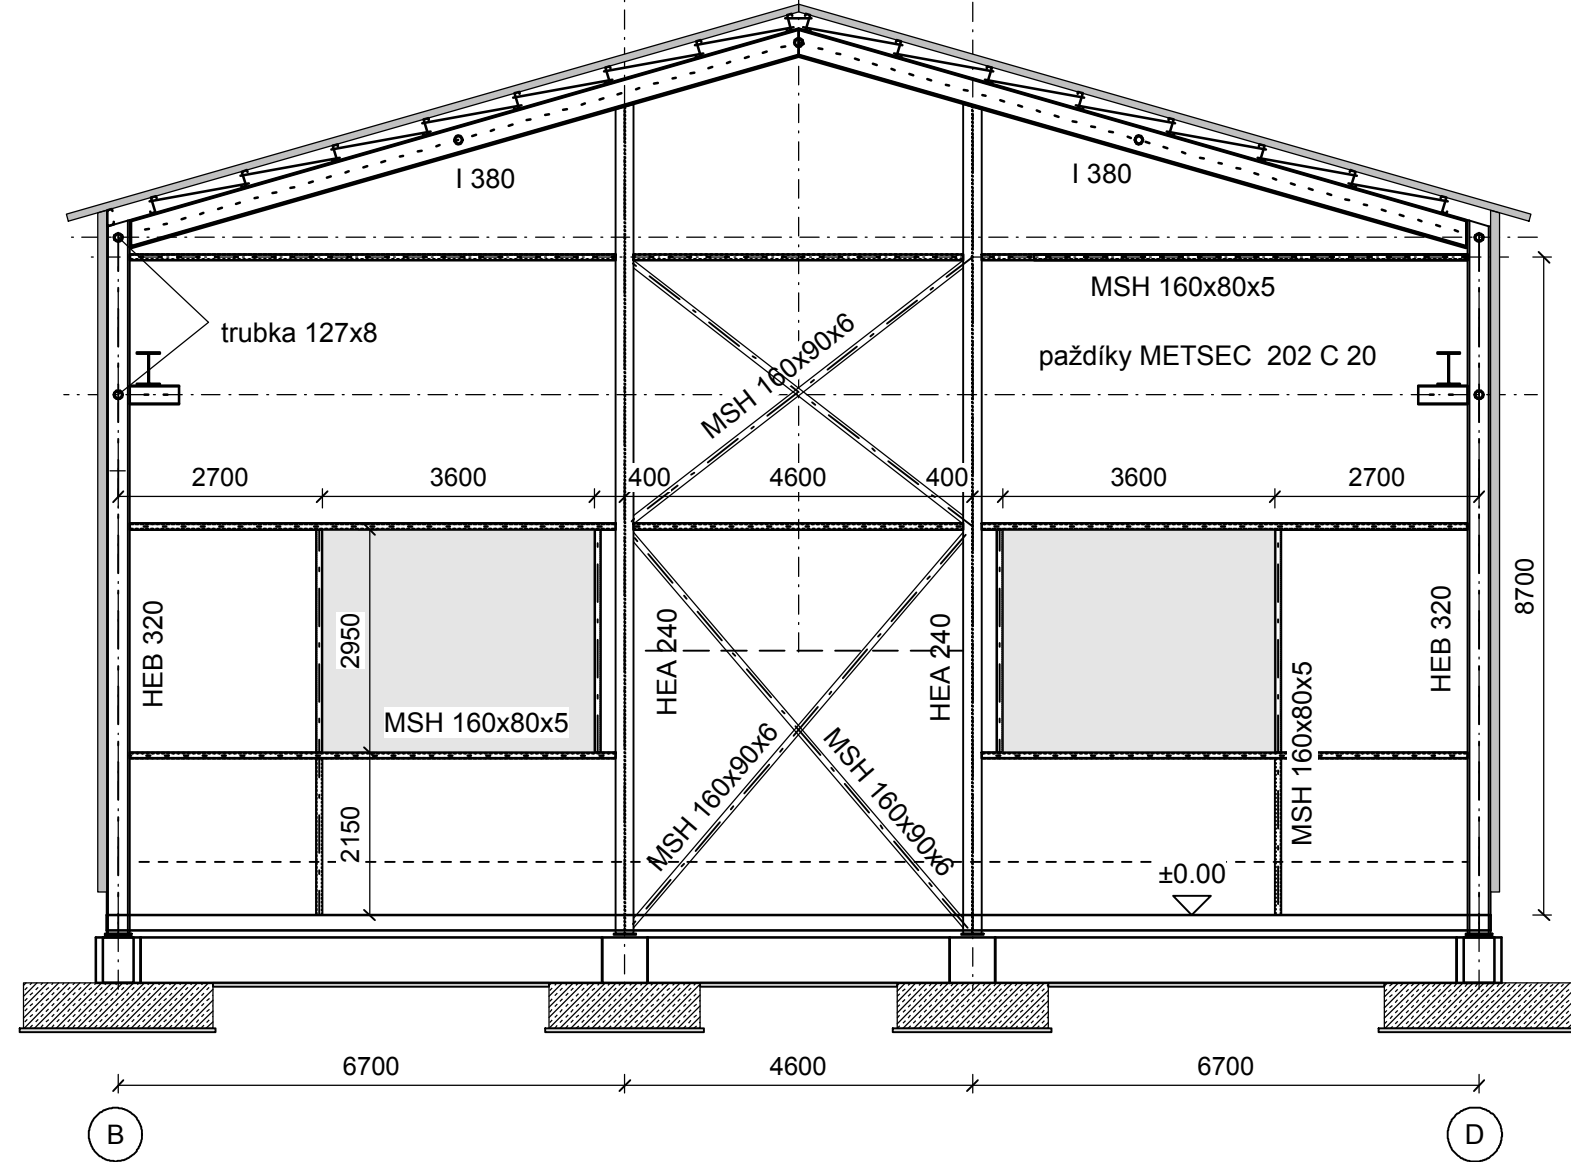 I 380
I 380
MSH 160x80x5
trubka 127x8
MSH 160x90x6
paždíky METSEC 202 C 20
2700
3600
400
4600
400
3600
2700
8700
HEB 320
2950
HEA 240
HEA 240
HEB 320
MSH 160x80x5
MSH 160x80x5
MSH 160x90x6
MSH 160x90x6
2150
±0.00
6700
4600
6700
B
D